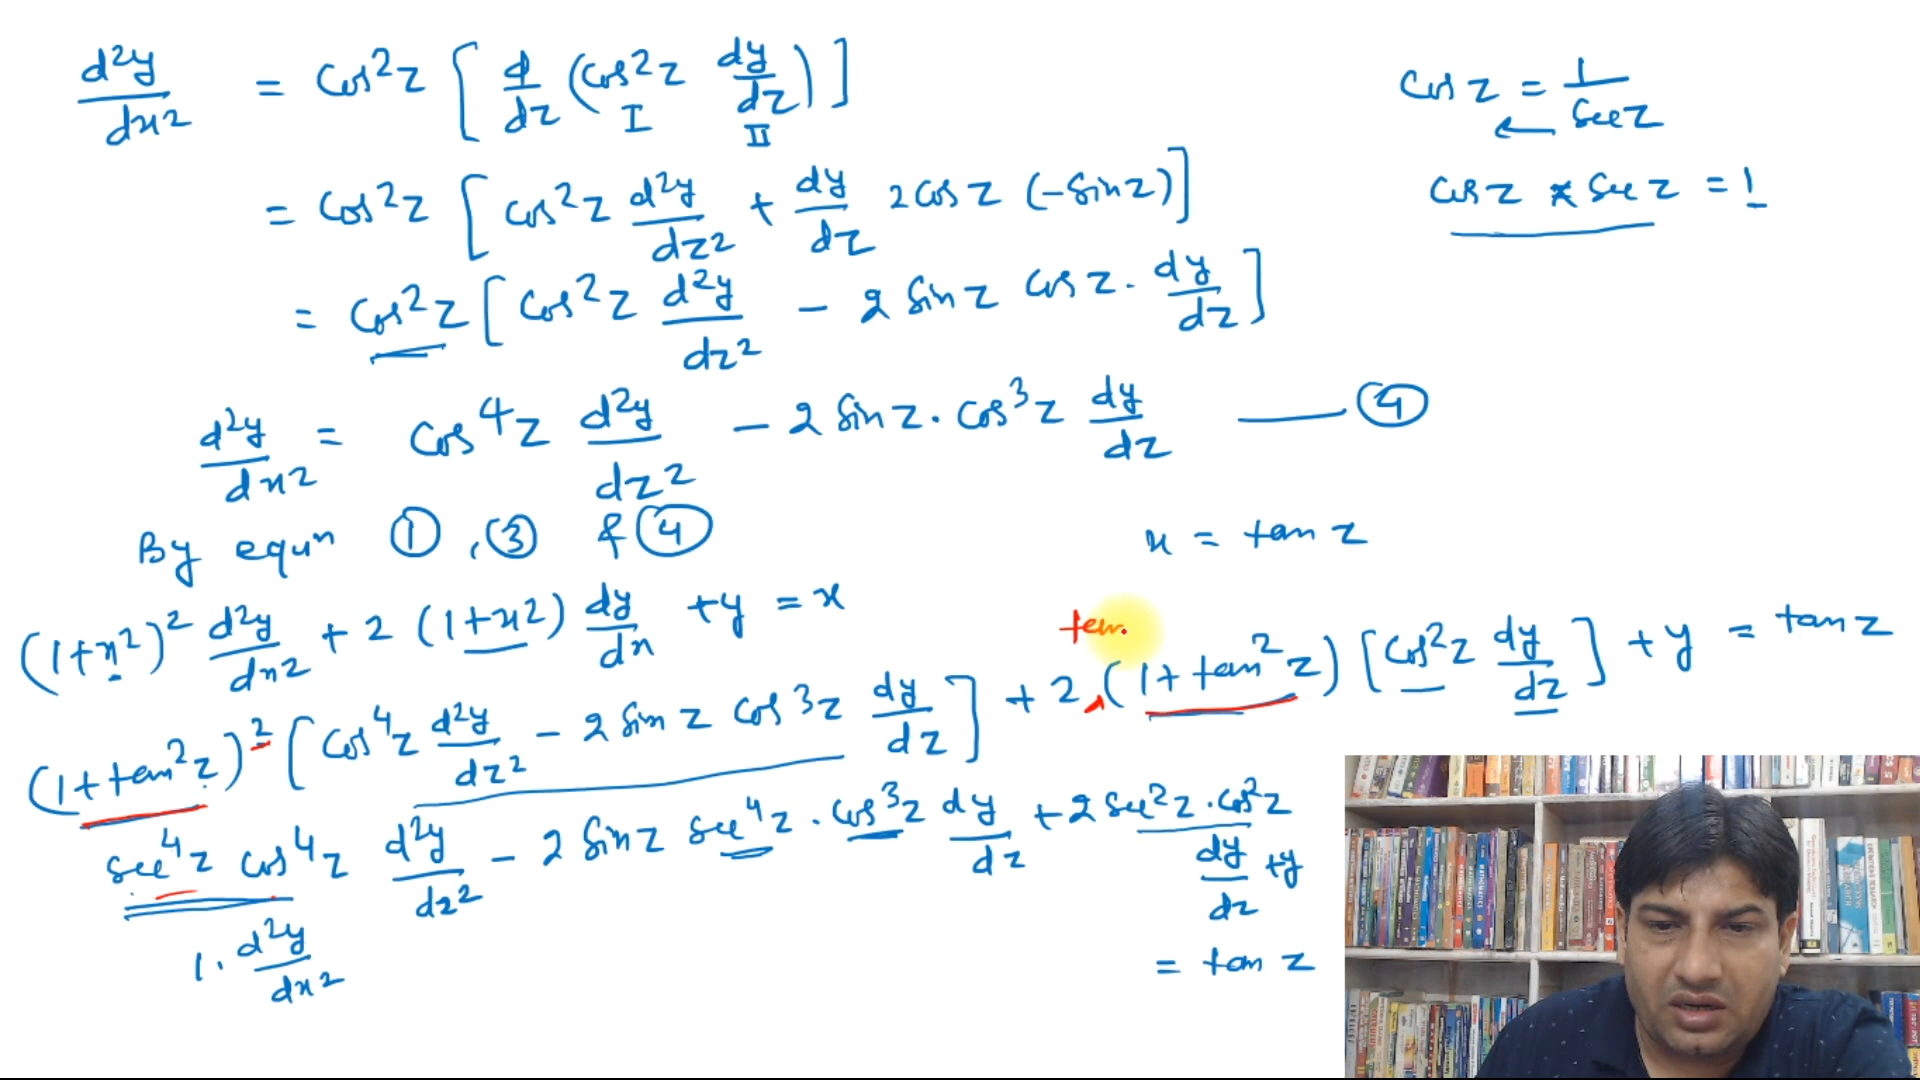 d²y/dx² = Cos²z [ d/dz (Cos²z dy/dz) ]
I II
= Cos²z [ Cos²z d²y/dz² + dy/dz 2 Cos z (-Sin z) ]
= Cos²z [ Cos²z d²y/dz² - 2 Sin z Cos z · dy/dz ]
d²y/dx² = Cos⁴z d²y/dz² - 2 Sin z · Cos³z dy/dz — ④
Cos z = 1/Sec z
←
Cos z × Sec z = 1
By equn ① , ③ & ④
x = tan z
(1+x²)² d²y/dx² + 2 (1+x²) dy/dx + y = x
tan
(1+tan²z)² [ Cos⁴z d²y/dz² - 2 Sin z Cos³z dy/dz ] + 2 (1+tan²z) [ Cos²z dy/dz ] + y = tan z
Sec⁴z Cos⁴z d²y/dz² - 2 Sin z Sec⁴z · Cos³z dy/dz + 2 Sec²z · Cos²z dy/dz + y
= tan z
1 · d²y/dx²